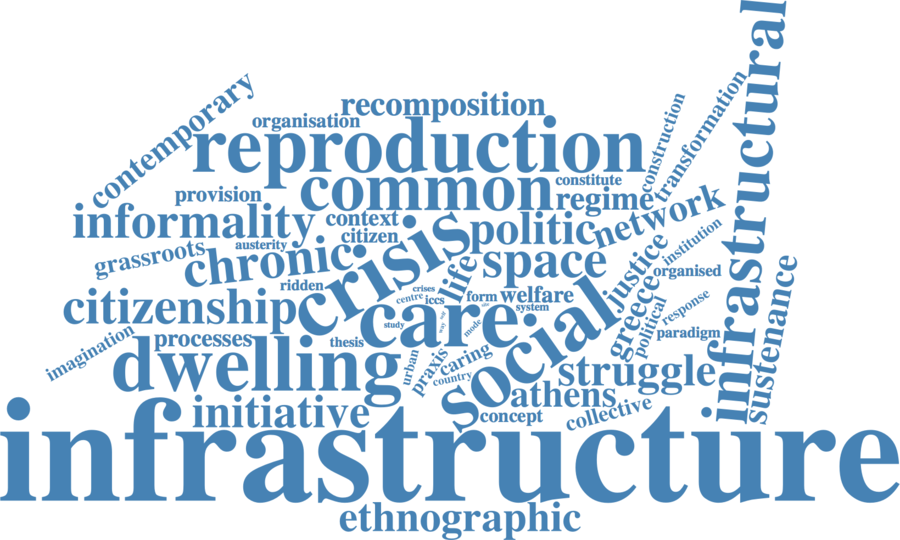 infrastructural
contemporary
recomposition
organisation
reproduction
construction
transformation
common
constitute
provision
regime
network
informality
context
crisis
politic
citizen
austerity
institution
grassroots
chronic
life
space
justice
organised
ridden
crises
centre
iccs
form
welfare
system
greece
sustenance
citizenship
care
social
response
political
paradigm
study
way
mode
imagination
processes
thesis
dwelling
urban
praxis
caring
country
struggle
athens
initiative
concept
collective
infrastructure
ethnographic